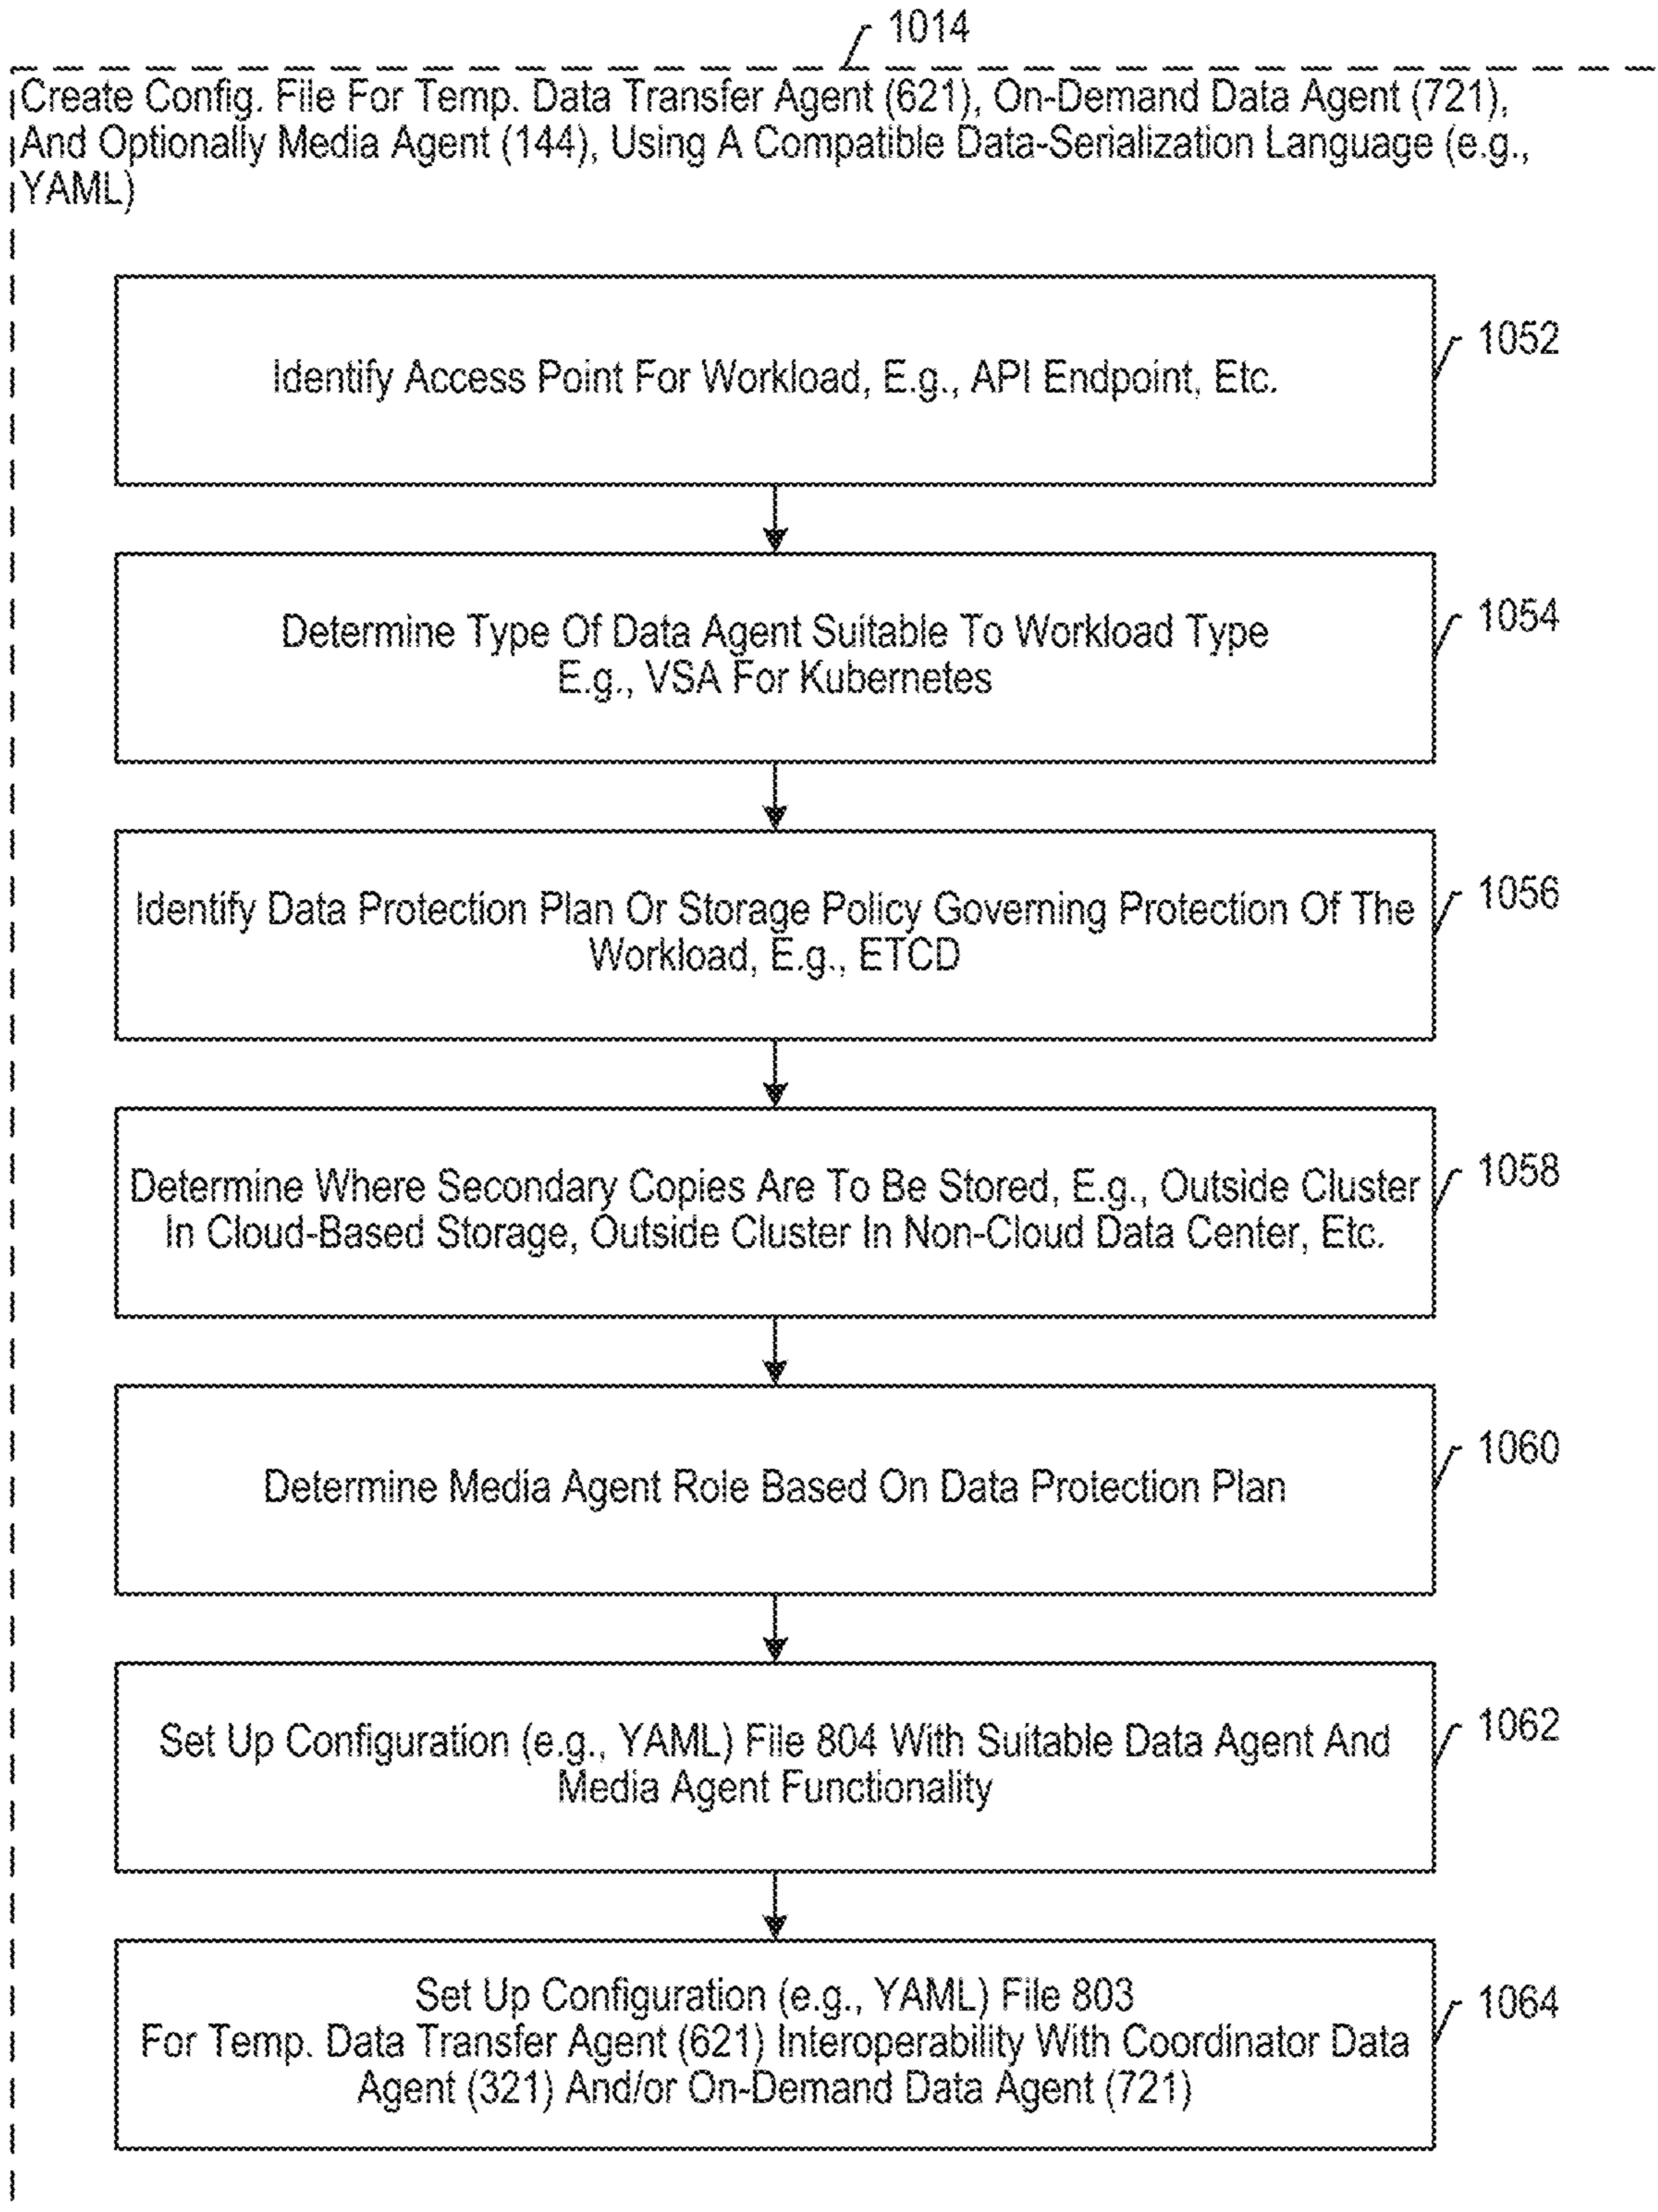 1014
Create Config. File For Temp. Data Transfer Agent (621), On-Demand Data Agent (721),
And Optionally Media Agent (144), Using A Compatible Data-Serialization Language (e.g.,
YAML)
Identify Access Point For Workload, E.g., API Endpoint, Etc.
1052
Determine Type Of Data Agent Suitable To Workload Type
E.g., VSA For Kubernetes
1054
Identify Data Protection Plan Or Storage Policy Governing Protection Of The
Workload, E.g., ETCD
1056
Determine Where Secondary Copies Are To Be Stored, E.g., Outside Cluster
In Cloud-Based Storage, Outside Cluster In Non-Cloud Data Center, Etc.
1058
Determine Media Agent Role Based On Data Protection Plan
1060
Set Up Configuration (e.g., YAML) File 804 With Suitable Data Agent And
Media Agent Functionality
1062
Set Up Configuration (e.g., YAML) File 803
For Temp. Data Transfer Agent (621) Interoperability With Coordinator Data
Agent (321) And/or On-Demand Data Agent (721)
1064